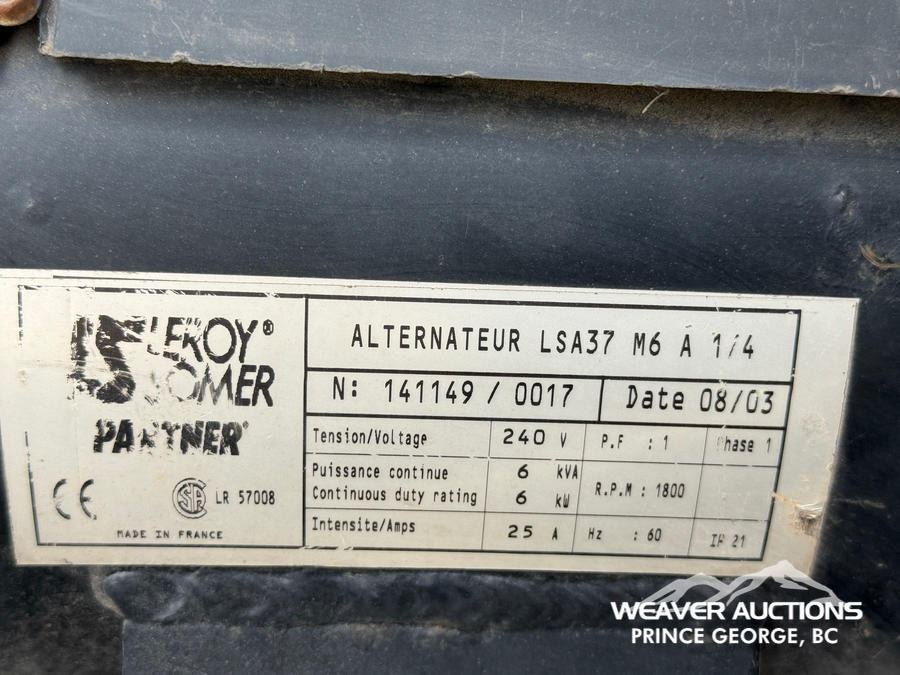 LS LEROY®
SOMER
PARTNER
CE
SA LR 57008
MADE IN FRANCE
ALTERNATEUR LSA37 M6 A 1/4
N: 141149 / 0017 Date 08/03
Tension/Voltage 240 V P.F : 1 Phase 1
Puissance continue 6 kVA
Continuous duty rating 6 kW R.P.M : 1800
Intensite/Amps 25 A Hz : 60 IP 21
WEAVER AUCTIONS
PRINCE GEORGE, BC